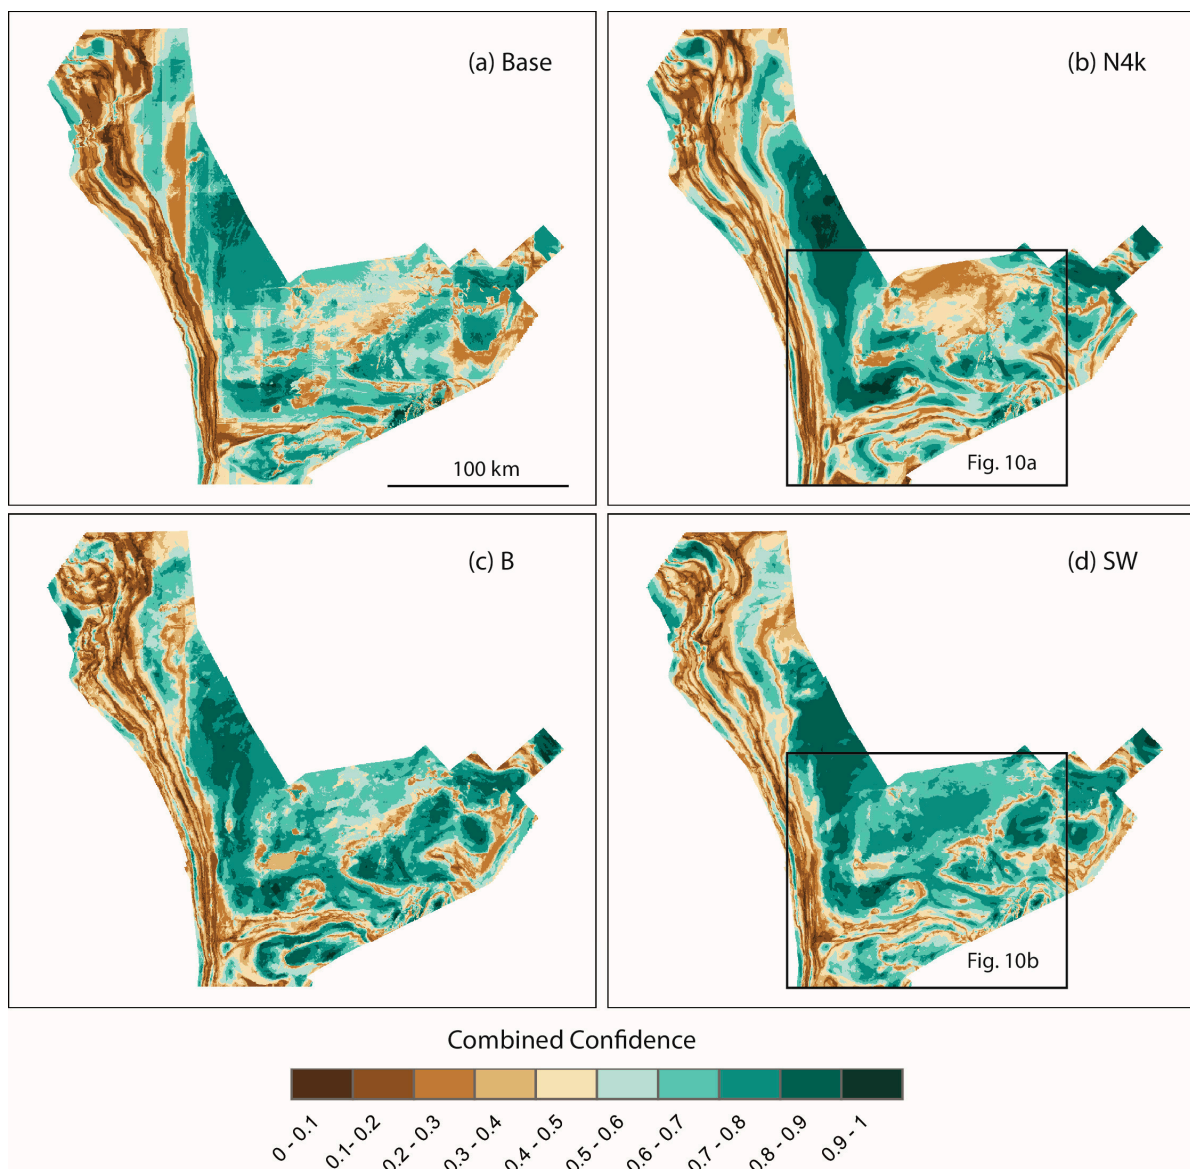 (a) Base
(b) N4k
100 km
Fig. 10a
(c) B
(d) SW
Fig. 10b
Combined Confidence
0 - 0.1
0.1- 0.2
0.2 - 0.3
0.3 - 0.4
0.4 - 0.5
0.5 - 0.6
0.6 - 0.7
0.7 - 0.8
0.8 - 0.9
0.9 - 1